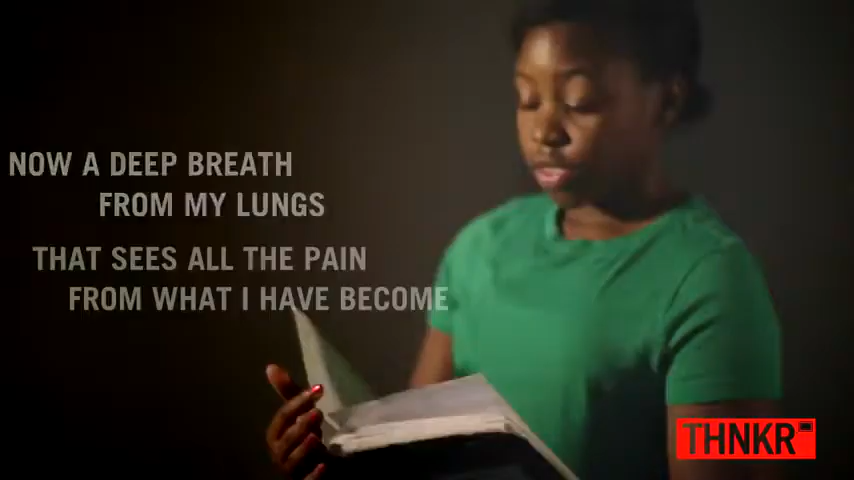 NOW A DEEP BREATH
FROM MY LUNGS
THAT SEES ALL THE PAIN
FROM WHAT I HAVE BECOME
THNKR